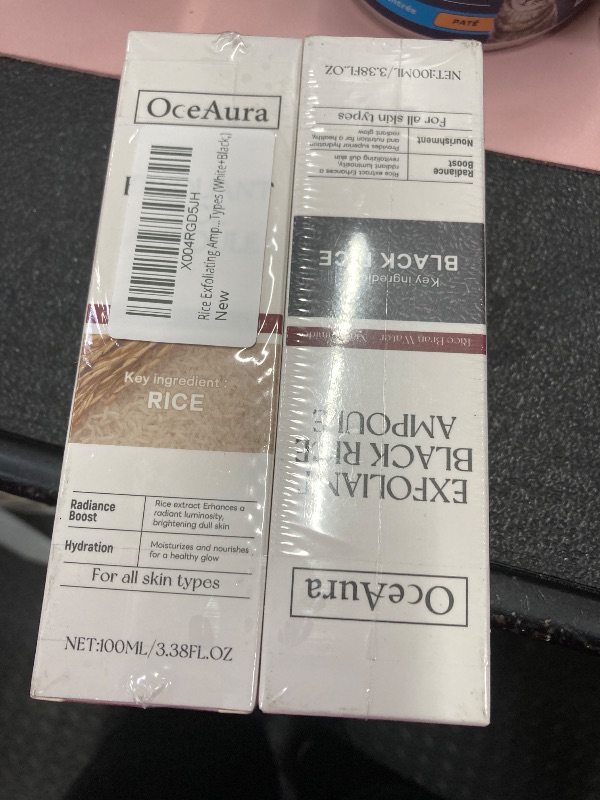 PATÉ
OceAura
X004RGD5JH
Rice Exfoliating Amp...Types (White+Black,)
New
Key ingredient :
RICE
Radiance
Boost
Rice extract Enhances a
radiant luminosity,
brightening dull skin
Hydration
Moisturizes and nourishes
for a healthy glow
For all skin types
NET:100ML/3.38FL.OZ
OceAura
EXFOLIAN
BLACK RICE
AMPOULE
Rice Bran Water
Key ingredient
BLACK RICE
Radiance
Boost
Rice extract Enhances a
radiant luminosity,
revitalizing dull skin
Nourishment
Provides superior hydration
and nutrition for a
radiant glow
For all skin types
NET:100ML/3.38FL.OZ